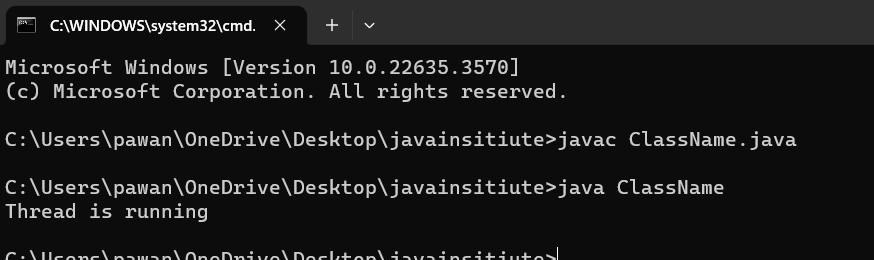 C:\WINDOWS\system32\cmd.
Microsoft Windows [Version 10.0.22635.3570]
(c) Microsoft Corporation. All rights reserved.
C:\Users\pawan\OneDrive\Desktop\javainsitiute>javac ClassName.java
C:\Users\pawan\OneDrive\Desktop\javainsitiute>java ClassName
Thread is running
C:\Users\pawan\OneDrive\Desktop\javainsitiute>